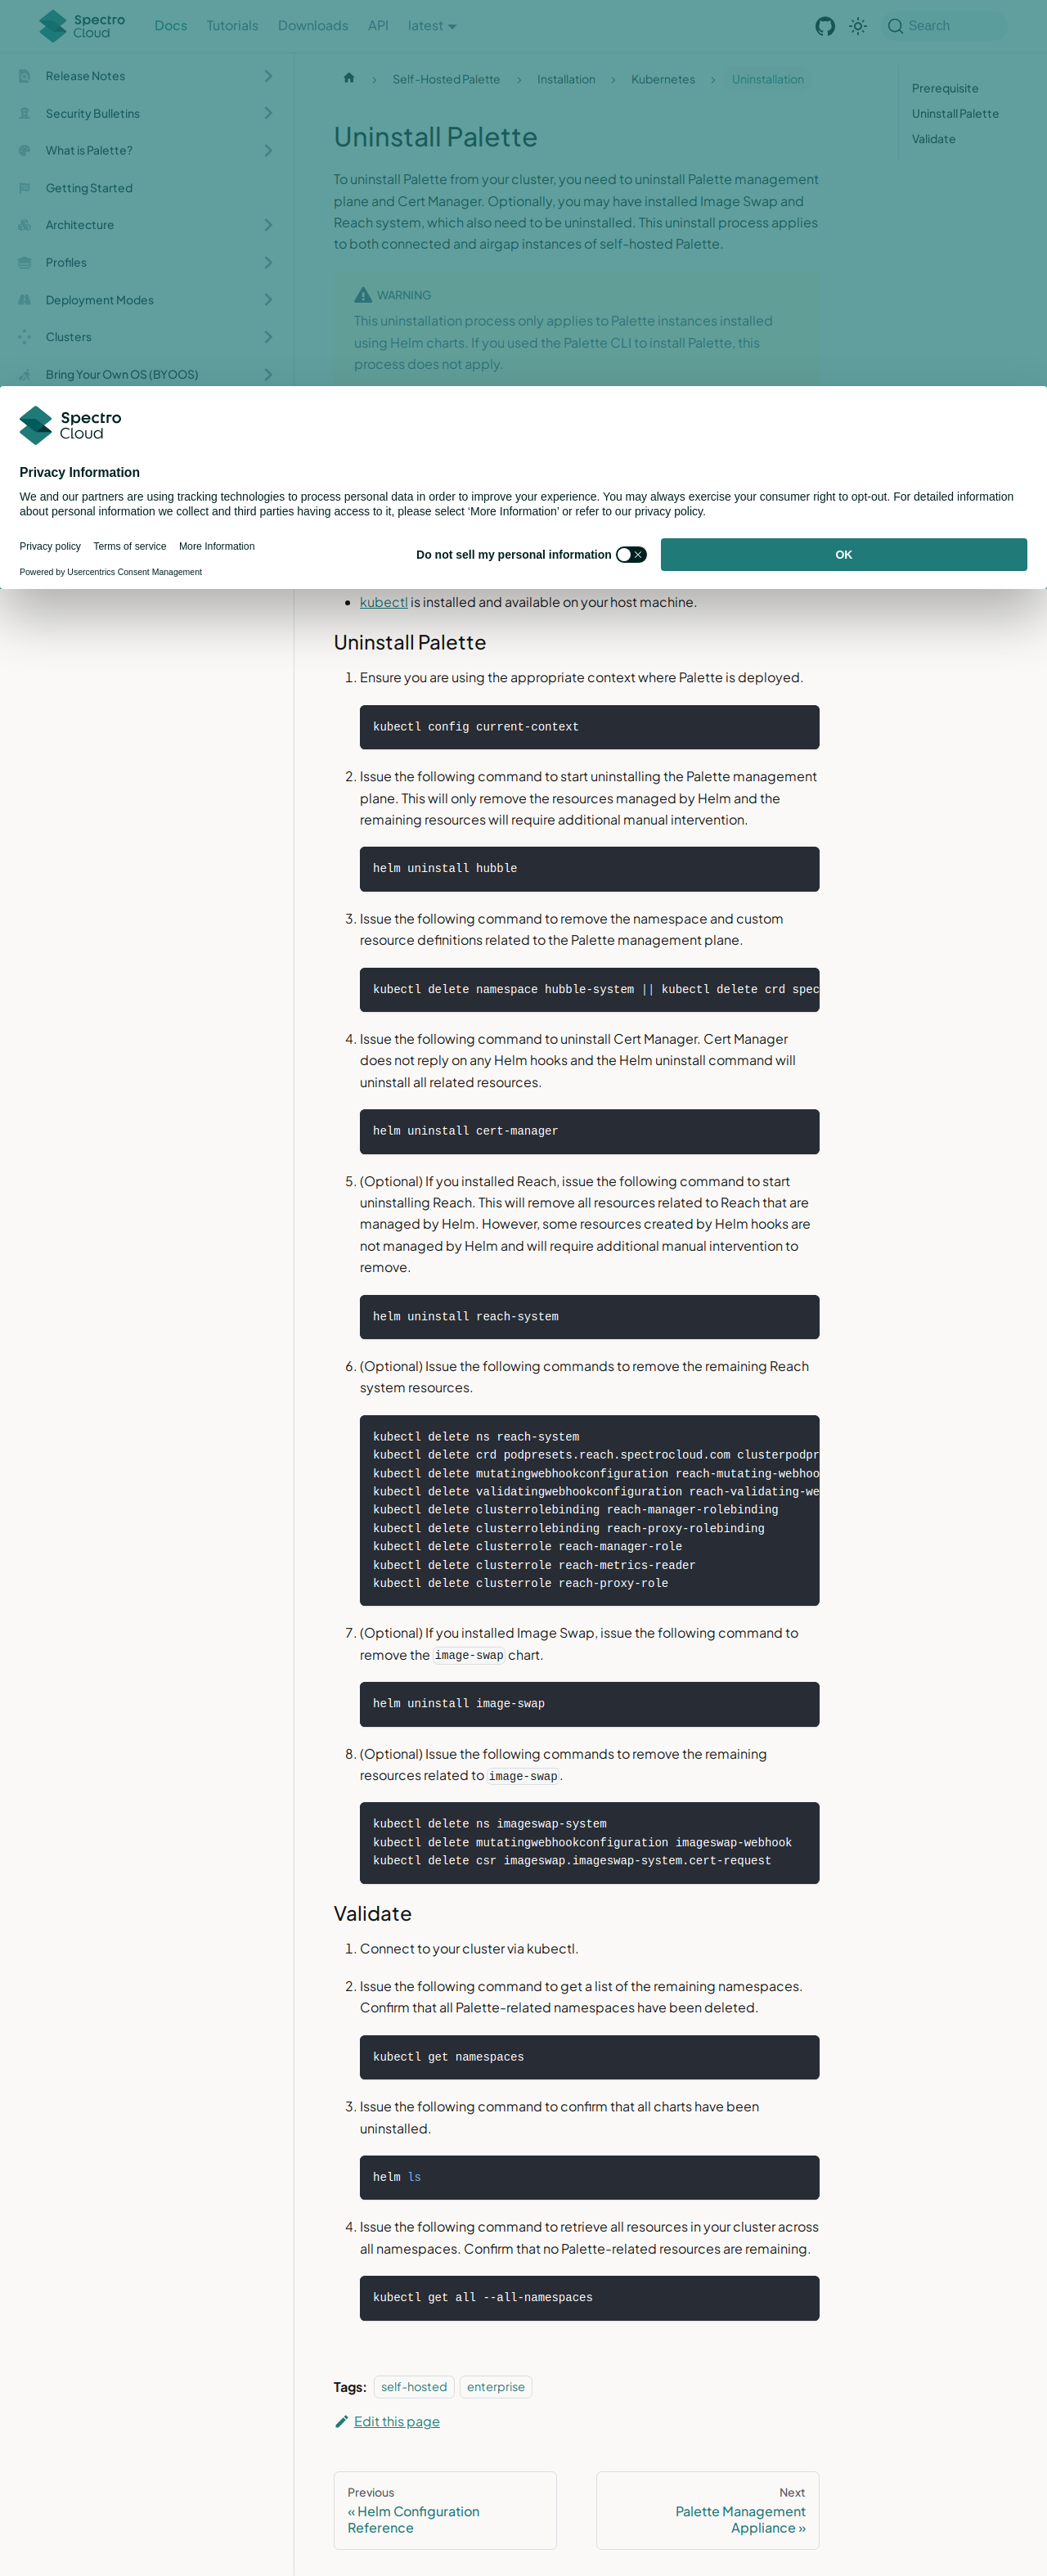 Spectro Cloud
Docs
Tutorials
Downloads
API
latest
Search
Release Notes
Security Bulletins
What is Palette?
Getting Started
Architecture
Profiles
Deployment Modes
Clusters
Bring Your Own OS (BYOOS)
Self-Hosted Palette
Installation
Kubernetes
Uninstallation
Prerequisite
Uninstall Palette
Validate
Uninstall Palette
To uninstall Palette from your cluster, you need to uninstall Palette management
plane and Cert Manager. Optionally, you may have installed Image Swap and
Reach system, which also need to be uninstalled. This uninstall process applies
to both connected and airgap instances of self-hosted Palette.
WARNING
This uninstallation process only applies to Palette instances installed
using Helm charts. If you used the Palette CLI to install Palette, this
process does not apply.
Spectro
Cloud
Privacy Information
We and our partners are using tracking technologies to process personal data in order to improve your experience. You may always exercise your consumer right to opt-out. For detailed information
about personal information we collect and third parties having access to it, please select ‘More Information’ or refer to our privacy policy.
Privacy policy
Terms of service
More Information
Powered by Usercentrics Consent Management
Do not sell my personal information
OK
kubectl is installed and available on your host machine.
Uninstall Palette
1. Ensure you are using the appropriate context where Palette is deployed.
kubectl config current-context
2. Issue the following command to start uninstalling the Palette management
plane. This will only remove the resources managed by Helm and the
remaining resources will require additional manual intervention.
helm uninstall hubble
3. Issue the following command to remove the namespace and custom
resource definitions related to the Palette management plane.
kubectl delete namespace hubble-system || kubectl delete crd spec
4. Issue the following command to uninstall Cert Manager. Cert Manager
does not reply on any Helm hooks and the Helm uninstall command will
uninstall all related resources.
helm uninstall cert-manager
5. (Optional) If you installed Reach, issue the following command to start
uninstalling Reach. This will remove all resources related to Reach that are
managed by Helm. However, some resources created by Helm hooks are
not managed by Helm and will require additional manual intervention to
remove.
helm uninstall reach-system
6. (Optional) Issue the following commands to remove the remaining Reach
system resources.
kubectl delete ns reach-system
kubectl delete crd podpresets.reach.spectrocloud.com clusterpodpr
kubectl delete mutatingwebhookconfiguration reach-mutating-webhoo
kubectl delete validatingwebhookconfiguration reach-validating-we
kubectl delete clusterrolebinding reach-manager-rolebinding
kubectl delete clusterrolebinding reach-proxy-rolebinding
kubectl delete clusterrole reach-manager-role
kubectl delete clusterrole reach-metrics-reader
kubectl delete clusterrole reach-proxy-role
7. (Optional) If you installed Image Swap, issue the following command to
remove the image-swap chart.
helm uninstall image-swap
8. (Optional) Issue the following commands to remove the remaining
resources related to image-swap.
kubectl delete ns imageswap-system
kubectl delete mutatingwebhookconfiguration imageswap-webhook
kubectl delete csr imageswap.imageswap-system.cert-request
Validate
1. Connect to your cluster via kubectl.
2. Issue the following command to get a list of the remaining namespaces.
Confirm that all Palette-related namespaces have been deleted.
kubectl get namespaces
3. Issue the following command to confirm that all charts have been
uninstalled.
helm ls
4. Issue the following command to retrieve all resources in your cluster across
all namespaces. Confirm that no Palette-related resources are remaining.
kubectl get all --all-namespaces
Tags: self-hosted enterprise
Edit this page
Previous
« Helm Configuration
Reference
Next
Palette Management
Appliance »